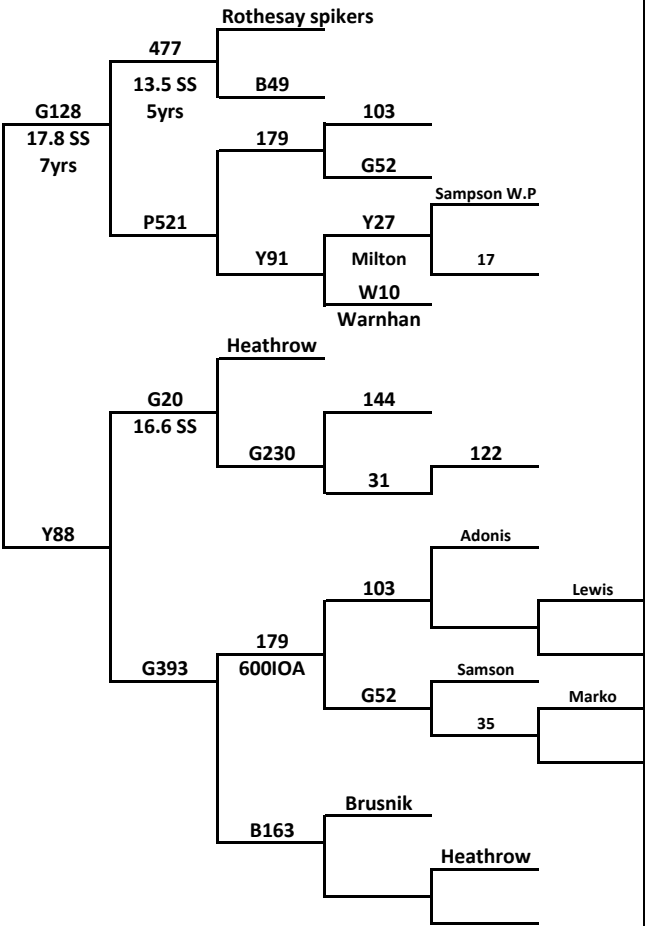 Rothesay spikers
477
13.5 SS
5yrs
B49
G128
17.8 SS
7yrs
103
179
G52
Sampson W.P
P521
Y27
Y91
Milton
17
W10
Warnhan
Heathrow
G20
16.6 SS
144
G230
122
31
Y88
Adonis
103
Lewis
179
600IOA
G393
Samson
G52
Marko
35
Brusnik
B163
Heathrow